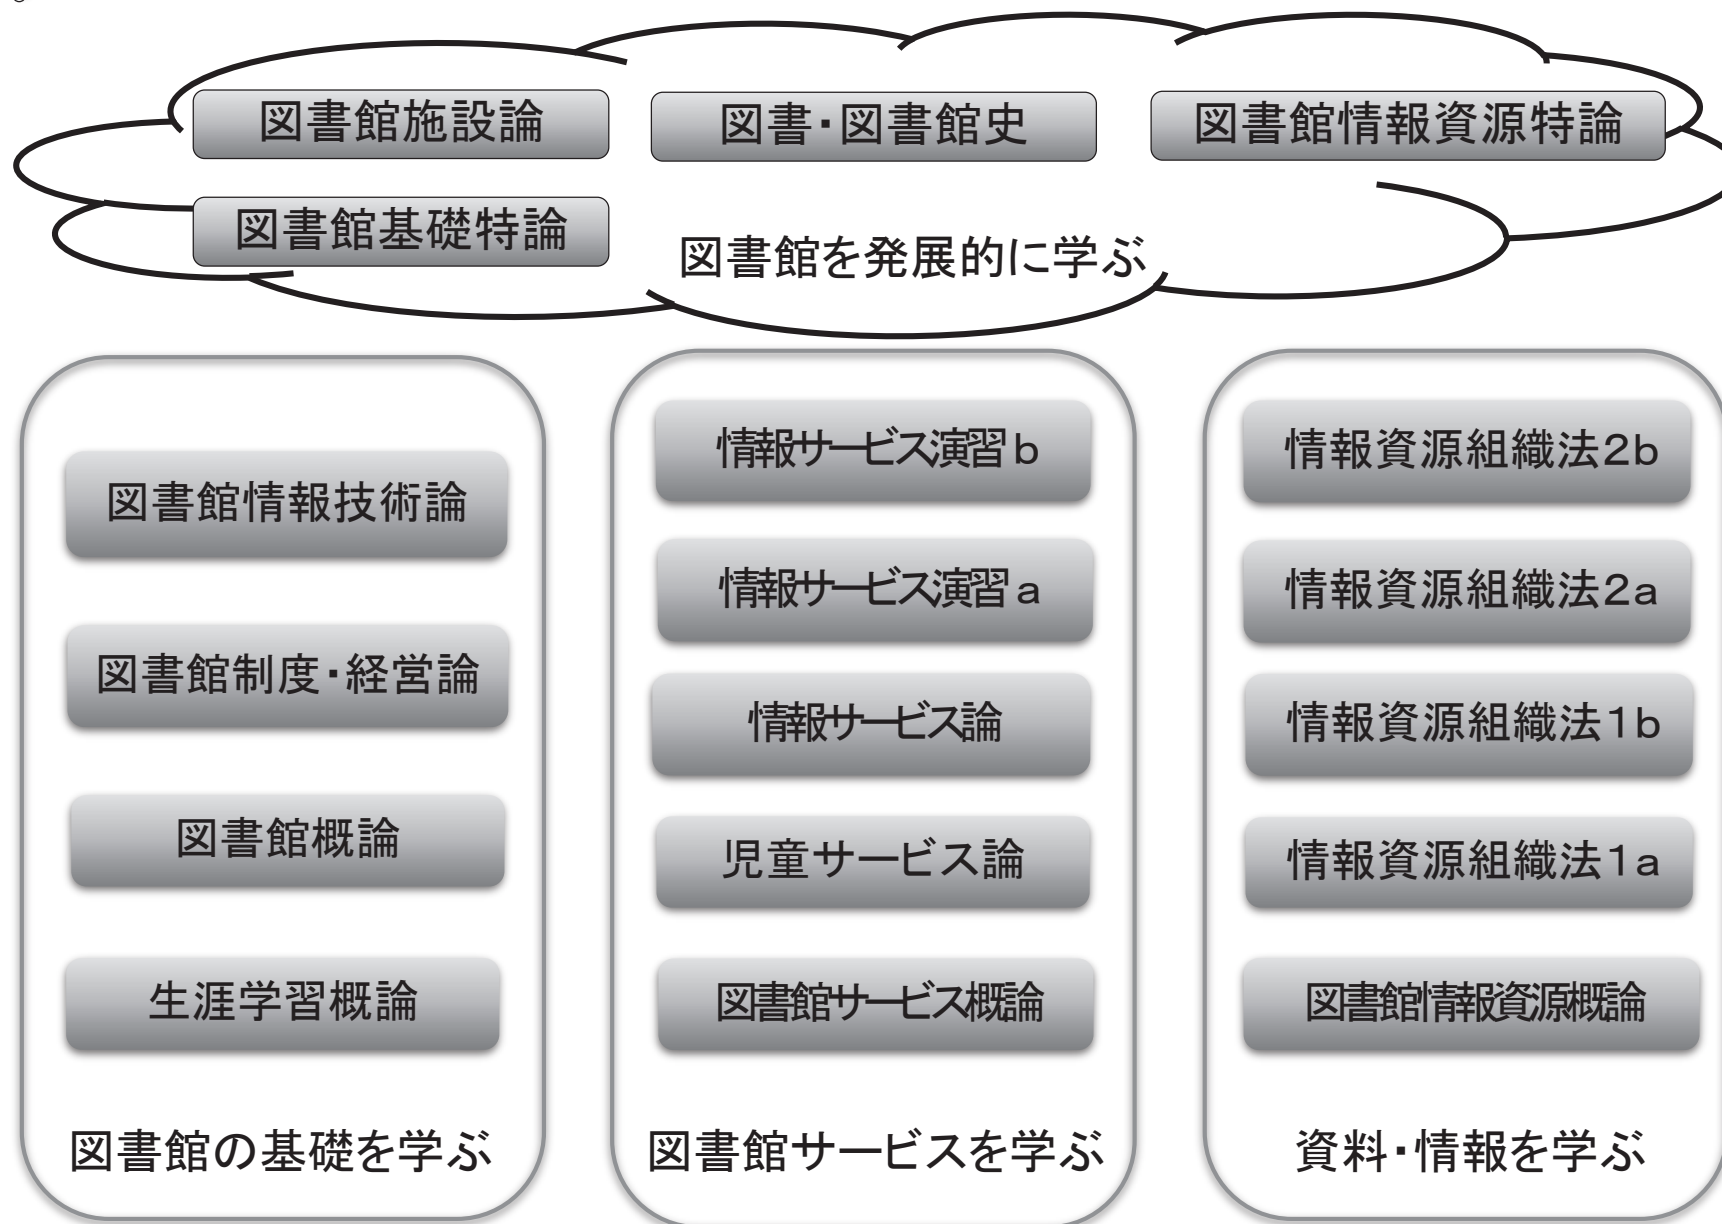 図書館施設論
図書・図書館史
図書館情報資源特論
図書館基礎特論
図書館を発展的に学ぶ
図書館情報技術論
図書館制度・経営論
図書館概論
生涯学習概論
図書館の基礎を学ぶ
情報サービス演習b
情報サービス演習a
情報サービス論
児童サービス論
図書館サービス概論
図書館サービスを学ぶ
情報資源組織法2b
情報資源組織法2a
情報資源組織法1b
情報資源組織法1a
図書館情報資源概論
資料・情報を学ぶ